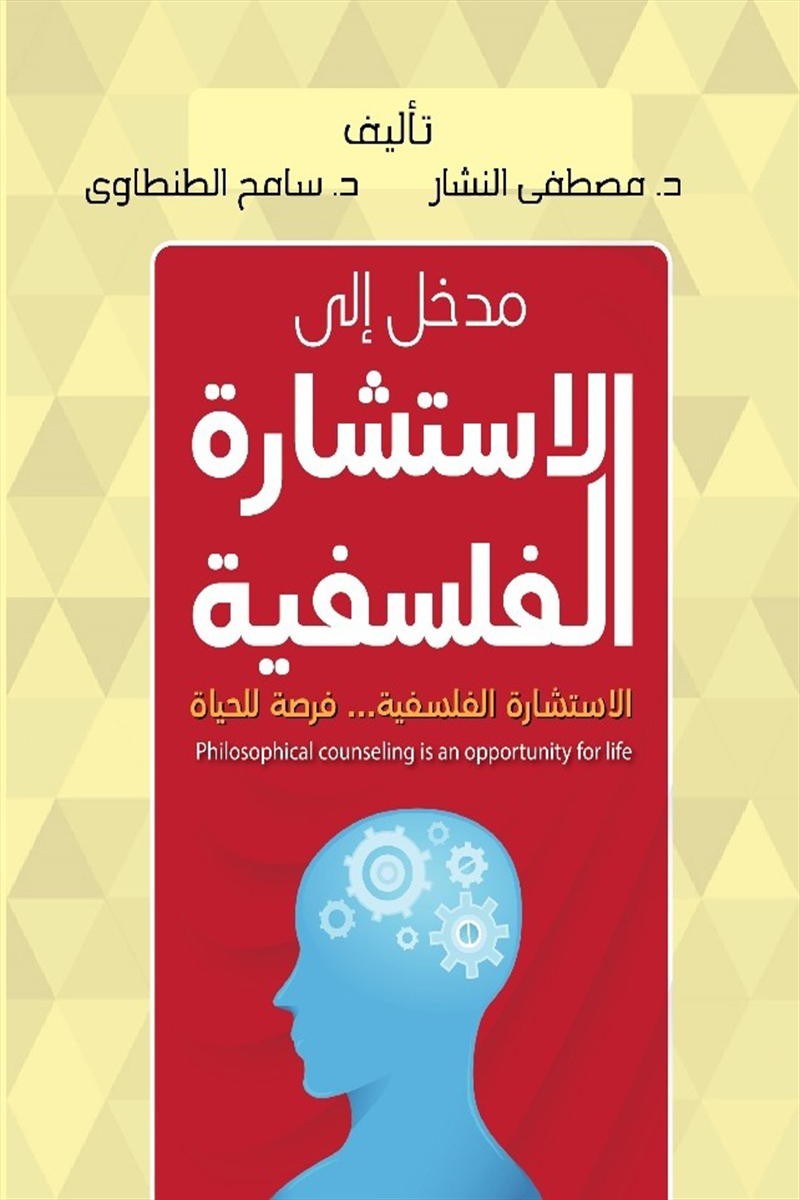 تأليف
د. مصطفى النشار د. سامح الطنطاوى
مدخل إلى
الاستشارة
الفلسفية
الاستشارة الفلسفية... فرصة للحياة
Philosophical counseling is an opportunity for life